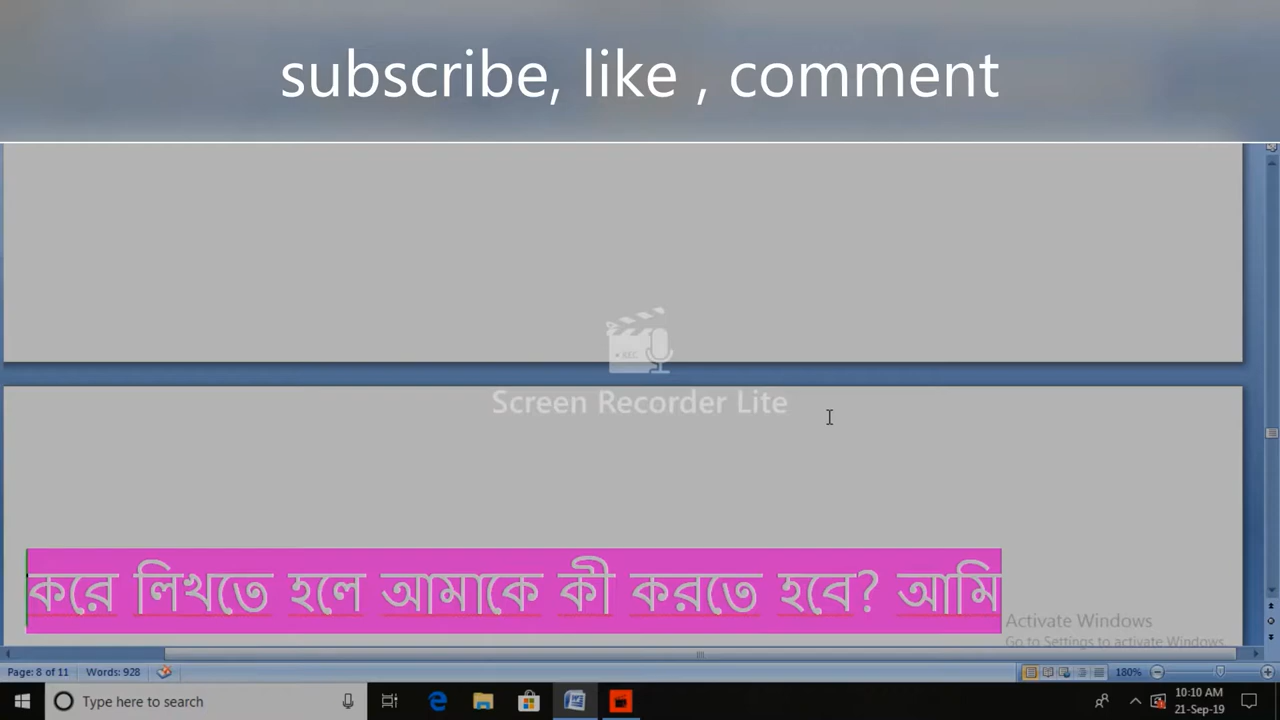 subscribe, like , comment
REC
Screen Recorder Lite
করে লিখতে হলে আমাকে কী করতে হবে? আমি
Activate Windows
Go to Settings to activate Windows
Page: 8 of 11 Words: 928 180%
Type here to search
10:10 AM
21-Sep-19